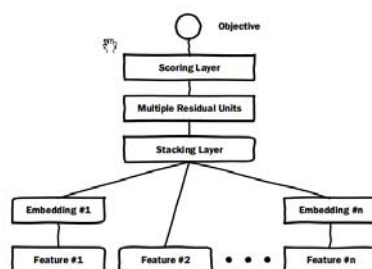 Objective
Scoring Layer
Multiple Residual Units
Stacking Layer
Embedding #1
Embedding #n
Feature #1
Feature #2
Feature #n